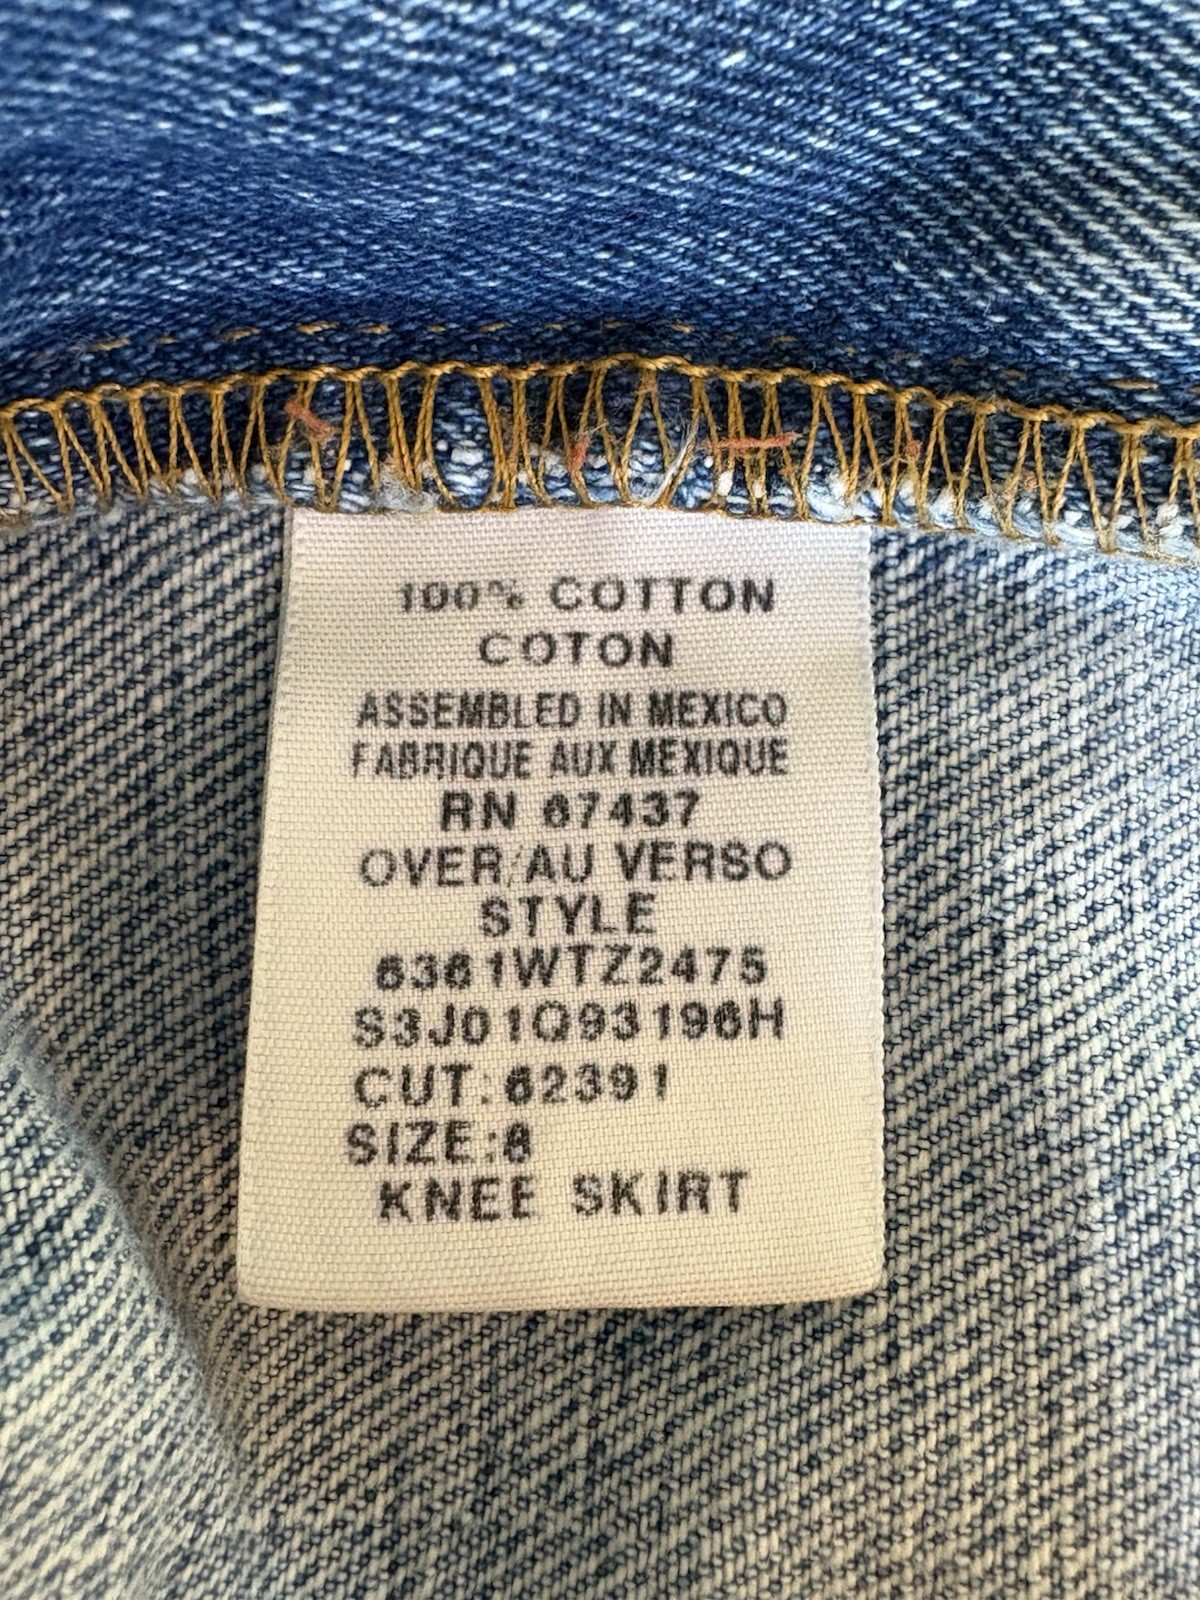 100% COTTON
COTON
ASSEMBLED IN MEXICO
FABRIQUE AUX MEXIQUE
RN 67437
OVER/AU VERSO
STYLE
6361WTZ2475
S3J01Q93196H
CUT:62391
SIZE:8
KNEE SKIRT